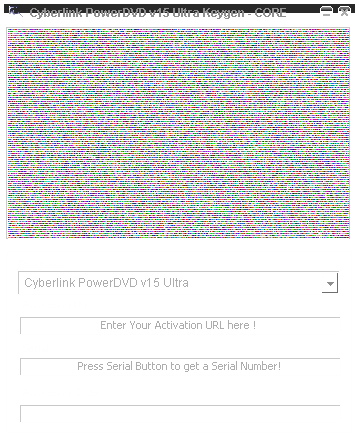 Cyberlink PowerDVD v15 Ultra Keygen - CORE
Cyberlink PowerDVD v15 Ultra
Enter Your Activation URL here !
Press Serial Button to get a Serial Number!